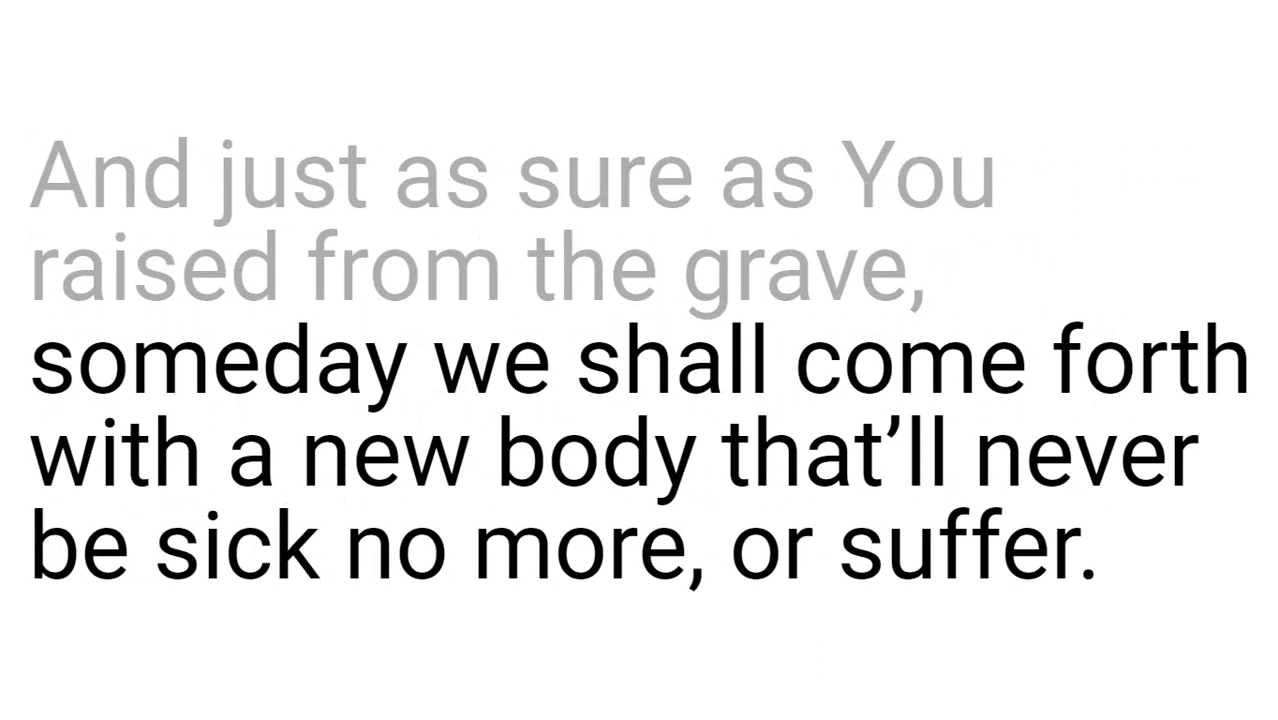 And just as sure as You
raised from the grave,
someday we shall come forth
with a new body that’ll never
be sick no more, or suffer.